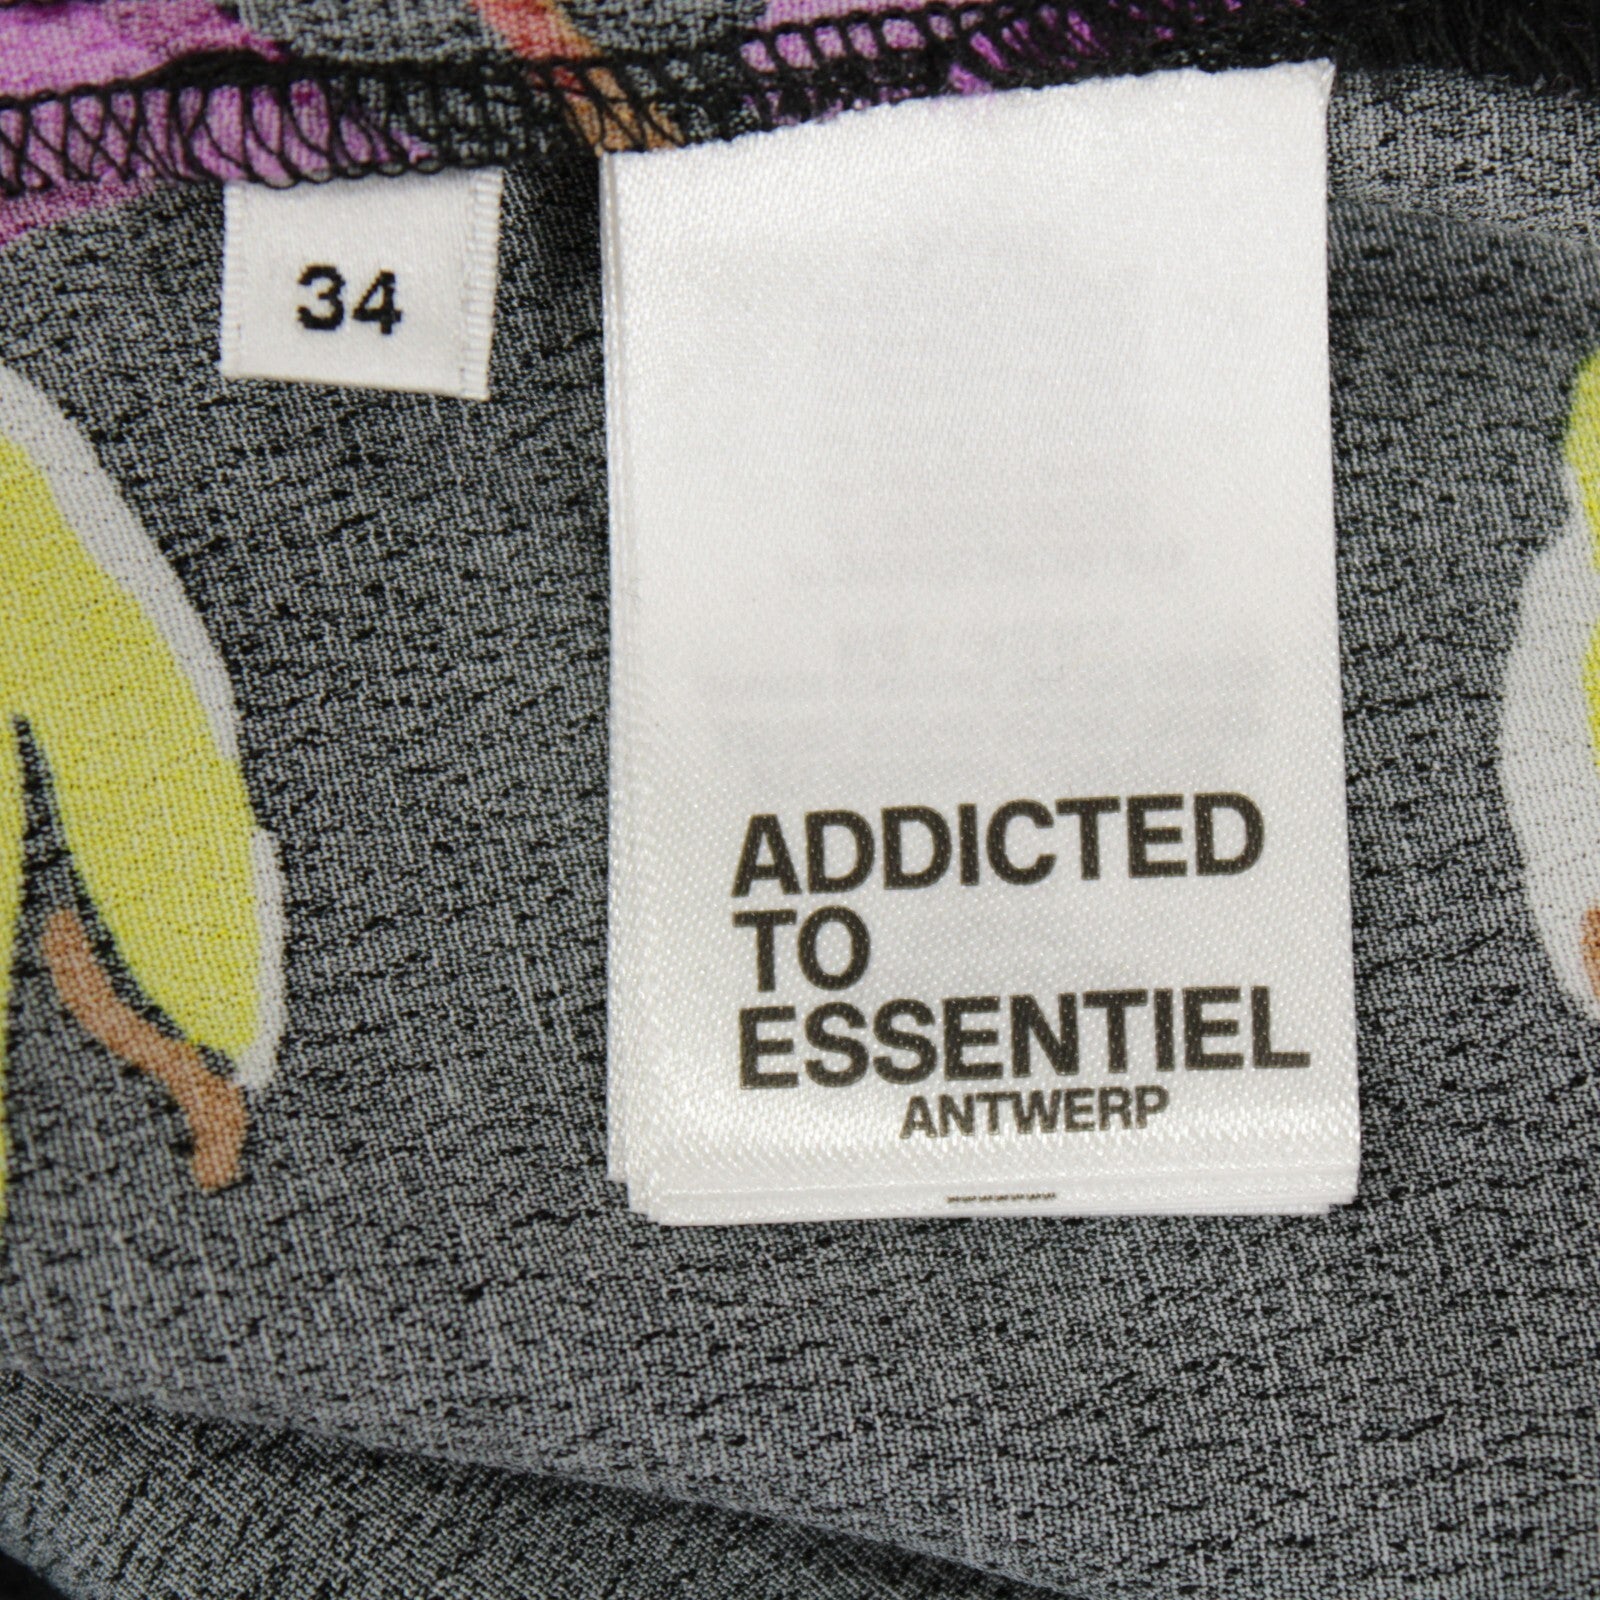 34
ADDICTED
TO
ESSENTIEL
ANTWERP